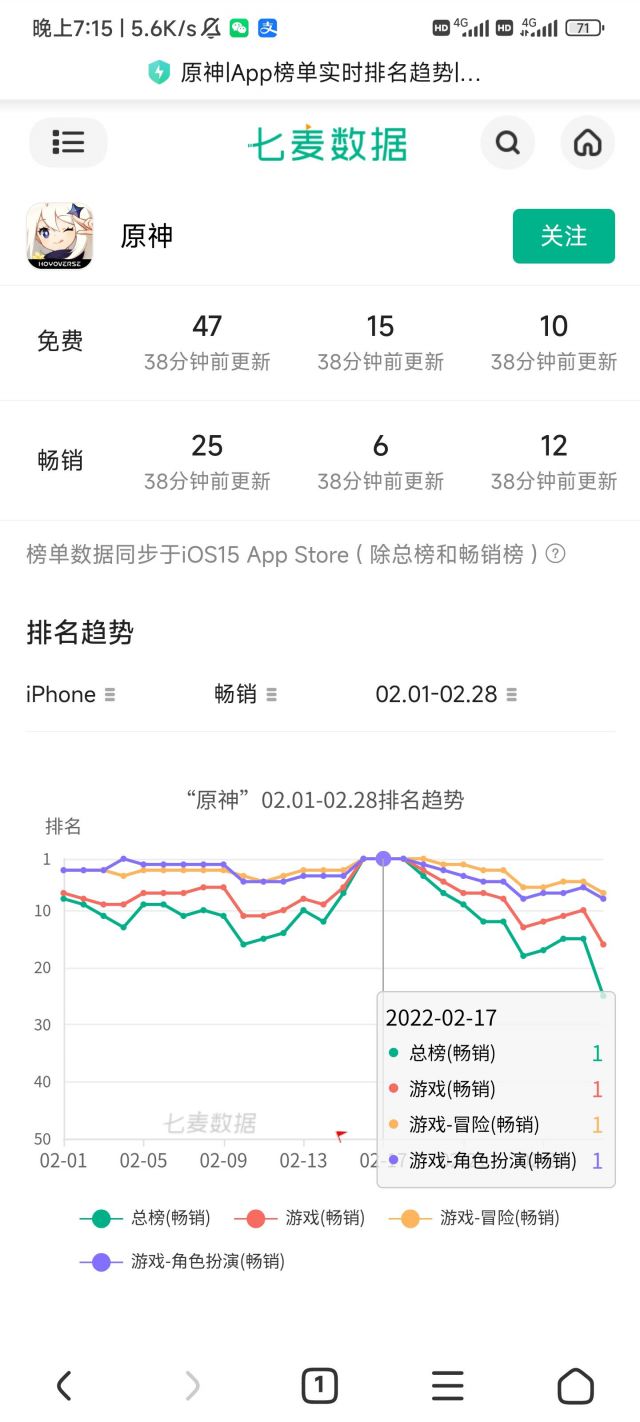 晚上7:15 | 5.6K/s HD 4G HD 4G 71
原神|App榜单实时排名趋势|...
七麦数据
HOYOVERSE
原神
关注
免费 47 15 10
38分钟前更新 38分钟前更新 38分钟前更新
畅销 25 6 12
38分钟前更新 38分钟前更新 38分钟前更新
榜单数据同步于iOS15 App Store ( 除总榜和畅销榜 ) ?
排名趋势
iPhone 畅销 02.01-02.28
“原神”02.01-02.28排名趋势
排名
1
10
20
30
40
50
七麦数据
02-01 02-05 02-09 02-13 02-17
2022-02-17
总榜(畅销) 1
游戏(畅销) 1
游戏-冒险(畅销) 1
游戏-角色扮演(畅销) 1
总榜(畅销) 游戏(畅销) 游戏-冒险(畅销)
游戏-角色扮演(畅销)
1